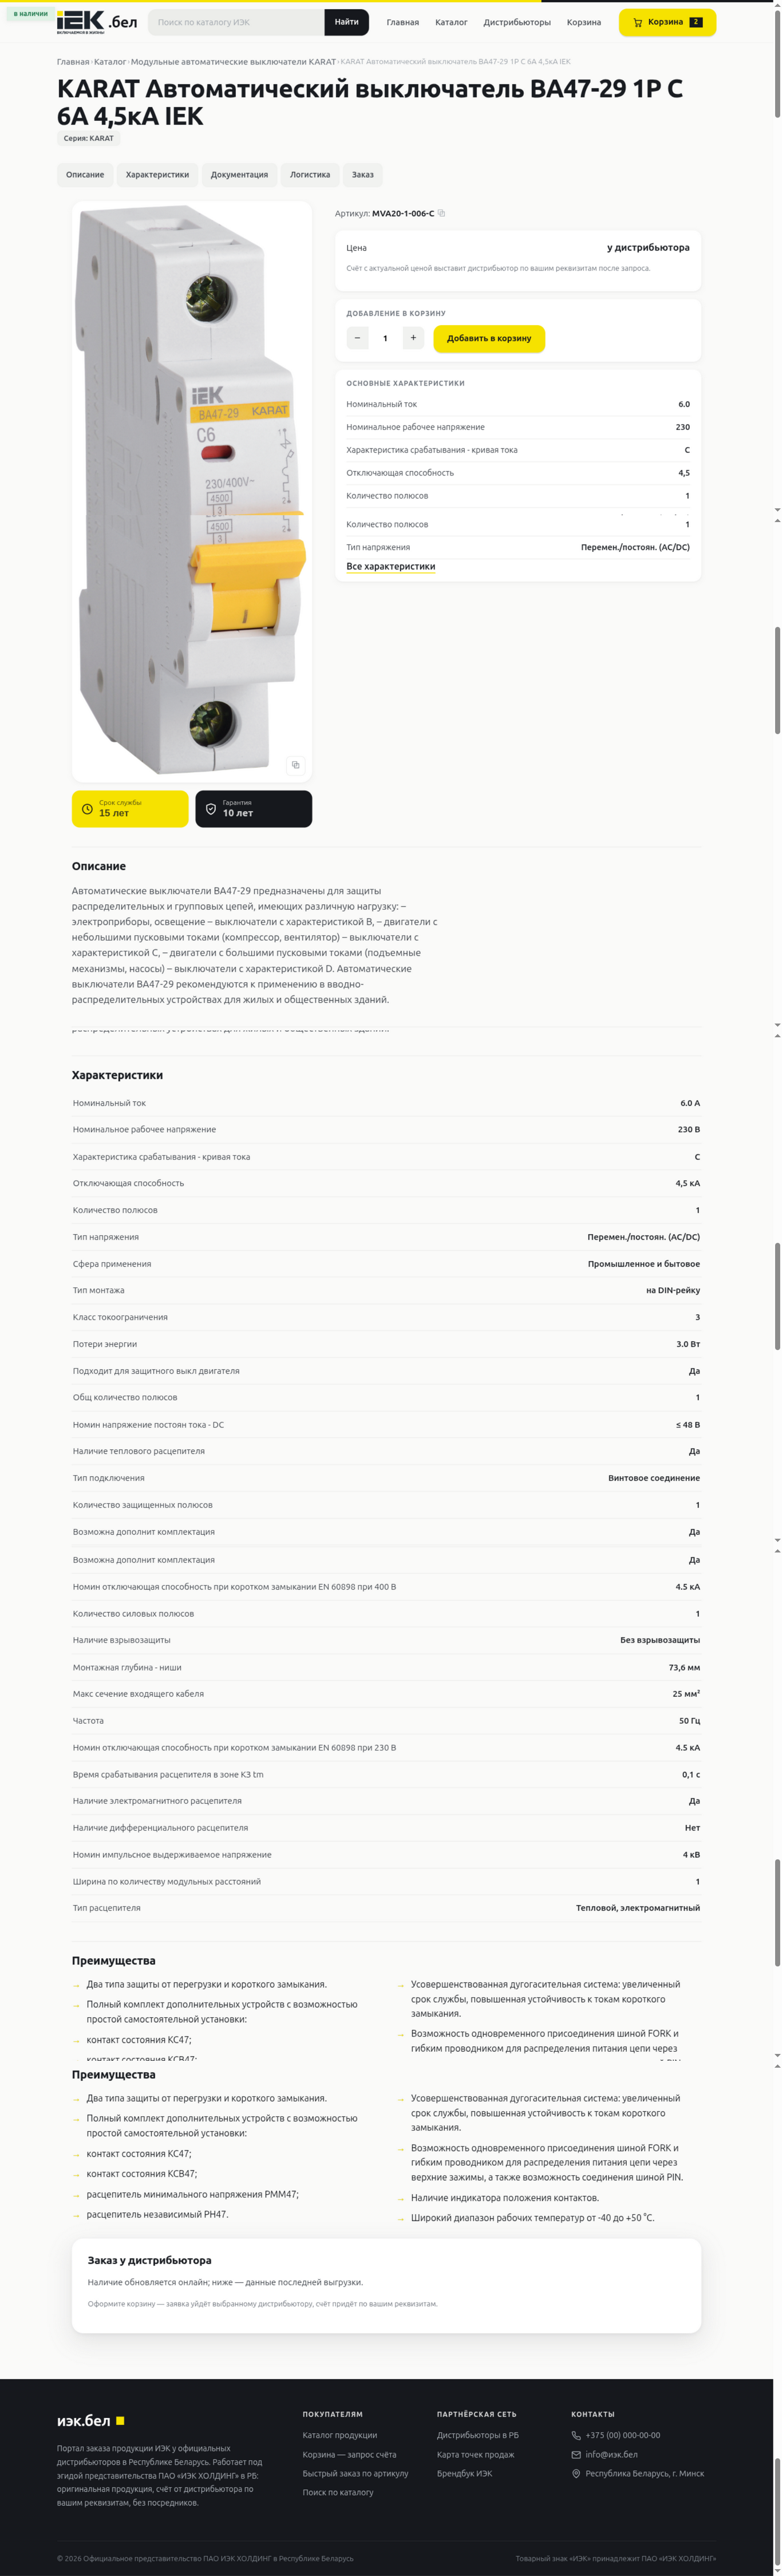 в наличии
IEK .бел
ВКЛЮЧАЕМСЯ В ЖИЗНЬ
Поиск по каталогу ИЭК
Найти
Главная
Каталог
Дистрибьюторы
Корзина
Корзина 2
Главная › Каталог › Модульные автоматические выключатели KARAT › KARAT Автоматический выключатель ВА47-29 1P C 6А 4,5кА IEK
KARAT Автоматический выключатель ВА47-29 1P C
6А 4,5кА IEK
Серия: KARAT
Описание
Характеристики
Документация
Логистика
Заказ
IEK
ВА47-29 KARAT
C6
230/400V~
4500
3
4500
3
I
Срок службы
15 лет
Гарантия
10 лет
Артикул: MVA20-1-006-C
Цена
у дистрибьютора
Счёт с актуальной ценой выставит дистрибьютор по вашим реквизитам после запроса.
ДОБАВЛЕНИЕ В КОРЗИНУ
− 1 +
Добавить в корзину
ОСНОВНЫЕ ХАРАКТЕРИСТИКИ
Номинальный ток 6.0
Номинальное рабочее напряжение 230
Характеристика срабатывания - кривая тока C
Отключающая способность 4,5
Количество полюсов 1
Количество полюсов 1
Тип напряжения Перемен./постоян. (AC/DC)
Все характеристики
Описание
Автоматические выключатели ВА47-29 предназначены для защиты
распределительных и групповых цепей, имеющих различную нагрузку: –
электроприборы, освещение – выключатели с характеристикой В, – двигатели с
небольшими пусковыми токами (компрессор, вентилятор) – выключатели с
характеристикой С, – двигатели с большими пусковыми токами (подъемные
механизмы, насосы) – выключатели с характеристикой D. Автоматические
выключатели ВА47-29 рекомендуются к применению в вводно-
распределительных устройствах для жилых и общественных зданий.
распределительных устройствах для жилых и общественных зданий.
Характеристики
Номинальный ток 6.0 А
Номинальное рабочее напряжение 230 В
Характеристика срабатывания - кривая тока C
Отключающая способность 4,5 кА
Количество полюсов 1
Тип напряжения Перемен./постоян. (AC/DC)
Сфера применения Промышленное и бытовое
Тип монтажа на DIN-рейку
Класс токоограничения 3
Потери энергии 3.0 Вт
Подходит для защитного выкл двигателя Да
Общ количество полюсов 1
Номин напряжение постоян тока - DC ≤ 48 В
Наличие теплового расцепителя Да
Тип подключения Винтовое соединение
Количество защищенных полюсов 1
Возможна дополнит комплектация Да
Возможна дополнит комплектация Да
Номин отключающая способность при коротком замыкании EN 60898 при 400 В 4.5 кА
Количество силовых полюсов 1
Наличие взрывозащиты Без взрывозащиты
Монтажная глубина - ниши 73,6 мм
Макс сечение входящего кабеля 25 мм²
Частота 50 Гц
Номин отключающая способность при коротком замыкании EN 60898 при 230 В 4.5 кА
Время срабатывания расцепителя в зоне КЗ tm 0,1 с
Наличие электромагнитного расцепителя Да
Наличие дифференциального расцепителя Нет
Номин импульсное выдерживаемое напряжение 4 кВ
Ширина по количеству модульных расстояний 1
Тип расцепителя Тепловой, электромагнитный
Преимущества
→ Два типа защиты от перегрузки и короткого замыкания.
→ Полный комплект дополнительных устройств с возможностью
простой самостоятельной установки:
→ контакт состояния КС47;
контакт состояния КСВ47;
→ Усовершенствованная дугогасительная система: увеличенный
срок службы, повышенная устойчивость к токам короткого
замыкания.
→ Возможность одновременного присоединения шиной FORK и
гибким проводником для распределения питания цепи через
Преимущества
→ Два типа защиты от перегрузки и короткого замыкания.
→ Полный комплект дополнительных устройств с возможностью
простой самостоятельной установки:
→ контакт состояния КС47;
→ контакт состояния КСВ47;
→ расцепитель минимального напряжения РММ47;
→ расцепитель независимый РН47.
→ Усовершенствованная дугогасительная система: увеличенный
срок службы, повышенная устойчивость к токам короткого
замыкания.
→ Возможность одновременного присоединения шиной FORK и
гибким проводником для распределения питания цепи через
верхние зажимы, а также возможность соединения шиной PIN.
→ Наличие индикатора положения контактов.
→ Широкий диапазон рабочих температур от -40 до +50 °С.
Заказ у дистрибьютора
Наличие обновляется онлайн; ниже — данные последней выгрузки.
Оформите корзину — заявка уйдёт выбранному дистрибьютору, счёт придёт по вашим реквизитам.
иэк.бел
Портал заказа продукции ИЭК у официальных
дистрибьюторов в Республике Беларусь. Работает под
эгидой представительства ПАО «ИЭК ХОЛДИНГ» в РБ:
оригинальная продукция, счёт от дистрибьютора по
вашим реквизитам, без посредников.
ПОКУПАТЕЛЯМ
Каталог продукции
Корзина — запрос счёта
Быстрый заказ по артикулу
Поиск по каталогу
ПАРТНЁРСКАЯ СЕТЬ
Дистрибьюторы в РБ
Карта точек продаж
Брендбук ИЭК
КОНТАКТЫ
+375 (00) 000-00-00
info@иэк.бел
Республика Беларусь, г. Минск
© 2026 Официальное представительство ПАО ИЭК ХОЛДИНГ в Республике Беларусь
Товарный знак «ИЭК» принадлежит ПАО «ИЭК ХОЛДИНГ»